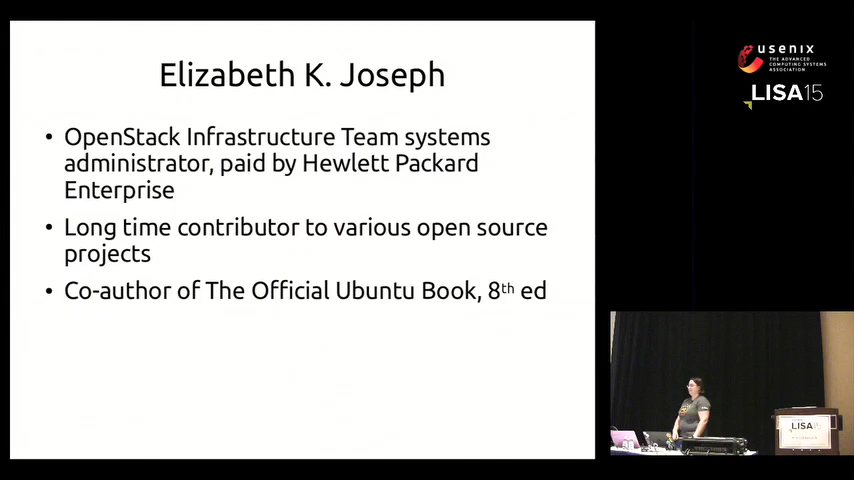 Elizabeth K. Joseph
• OpenStack Infrastructure Team systems
administrator, paid by Hewlett Packard
Enterprise
• Long time contributor to various open source
projects
• Co-author of The Official Ubuntu Book, 8th ed
usenix
THE ADVANCED
COMPUTING SYSTEMS
ASSOCIATION
LISA15
LISA15